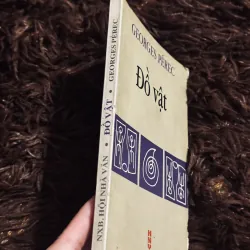 GEORGES PEREC
Đồ vật
NXB. HỘI NHÀ VĂN • ĐỒ VẬT • GEORGES PEREC